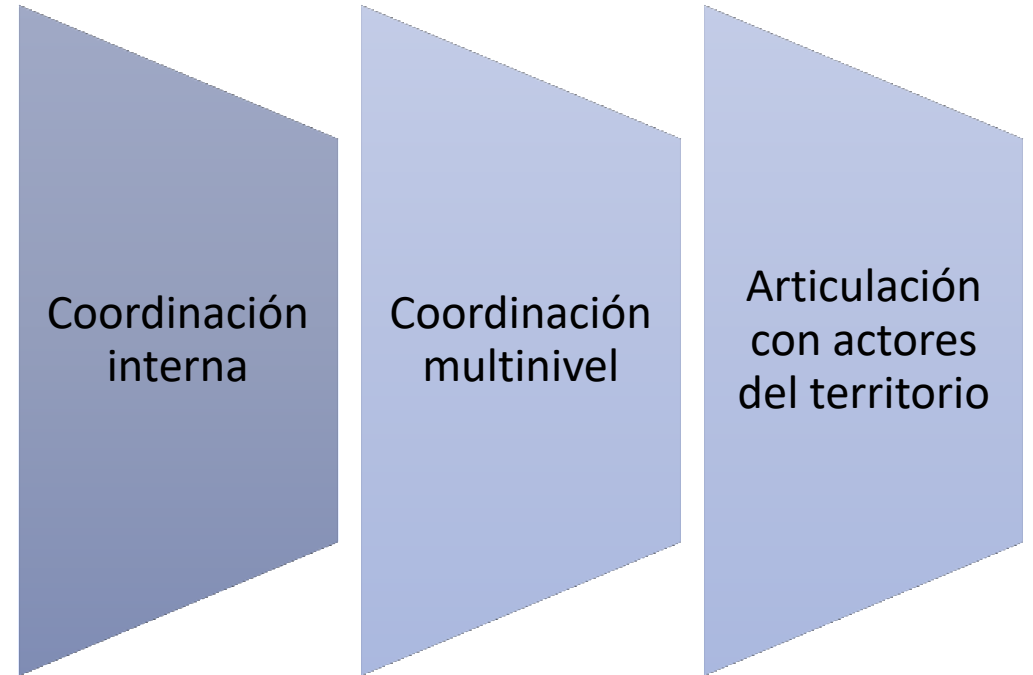 Coordinación
interna
Coordinación
multinivel
Articulación
con actores
del territorio